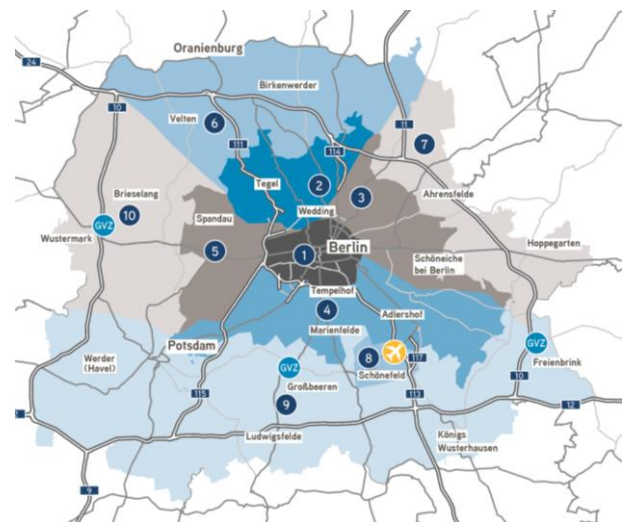 Oranienburg
24
Birkenwerder
10
Velten
6
11
111
114
7
2
Tegel
3
Ahrensfelde
Brieselang
10
Wedding
Spandau
GVZ
Wustermark
5
1
Berlin
Hoppegarten
Schöneiche
bei Berlin
Tempelhof
4
Adlershof
Marienfelde
Potsdam
8
117
GVZ
Werder
(Havel)
GVZ
Schönefeld
Freienbrink
Großbeeren
10
115
9
113
12
Ludwigsfelde
Königs
Wusterhausen
9